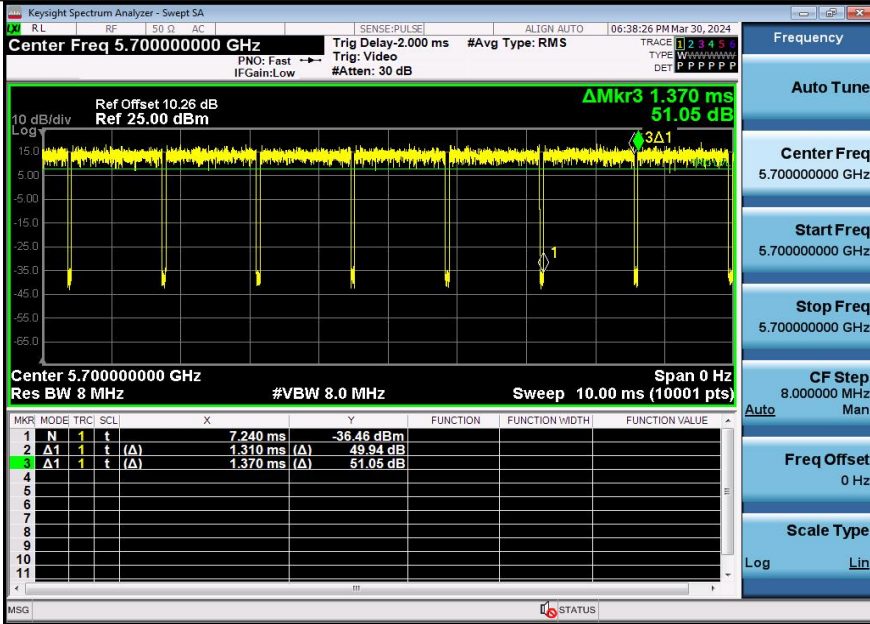 Keysight Spectrum Analyzer - Swept SA
LXI RL RF 50 Ω AC SENSE:PULSE ALIGN AUTO 06:38:26 PM Mar 30, 2024
Center Freq 5.700000000 GHz
PNO: Fast
IFGain:Low
Trig Delay-2.000 ms
Trig: Video
#Atten: 30 dB
#Avg Type: RMS
TRACE 1 2 3 4 5 6
TYPE WWWWWW
DET P P P P P P
Ref Offset 10.26 dB
10 dB/div Ref 25.00 dBm
Log
ΔMkr3 1.370 ms
51.05 dB
3Δ1
15.0
5.00
-5.00
-15.0
-25.0
1
-35.0
-45.0
-55.0
-65.0
Center 5.700000000 GHz Span 0 Hz
Res BW 8 MHz #VBW 8.0 MHz Sweep 10.00 ms (10001 pts)
MKR MODE TRC SCL X Y FUNCTION FUNCTION WIDTH FUNCTION VALUE
1 N 1 t 7.240 ms -36.46 dBm
2 Δ1 1 t (Δ) 1.310 ms (Δ) 49.94 dB
3 Δ1 1 t (Δ) 1.370 ms (Δ) 51.05 dB
4
5
6
7
8
9
10
11
MSG STATUS
Frequency
Auto Tune
Center Freq
5.700000000 GHz
Start Freq
5.700000000 GHz
Stop Freq
5.700000000 GHz
CF Step
8.000000 MHz
Auto Man
Freq Offset
0 Hz
Scale Type
Log Lin